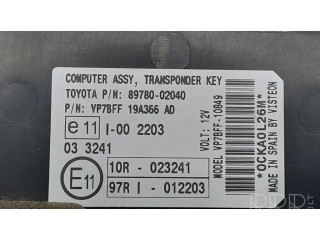 COMPUTER ASSY, TRANSPONDER KEY
TOYOTA P/N: 89780-02040
P/N: VP7BFF 19A366 AD
e 11 I-00 2203
03 3241
E11
10R - 023241
97R I - 012203
VOLT: 12V
MODEL VP7BFF-10849
*0CKA0L26M*
MADE IN SPAIN BY VISTEON